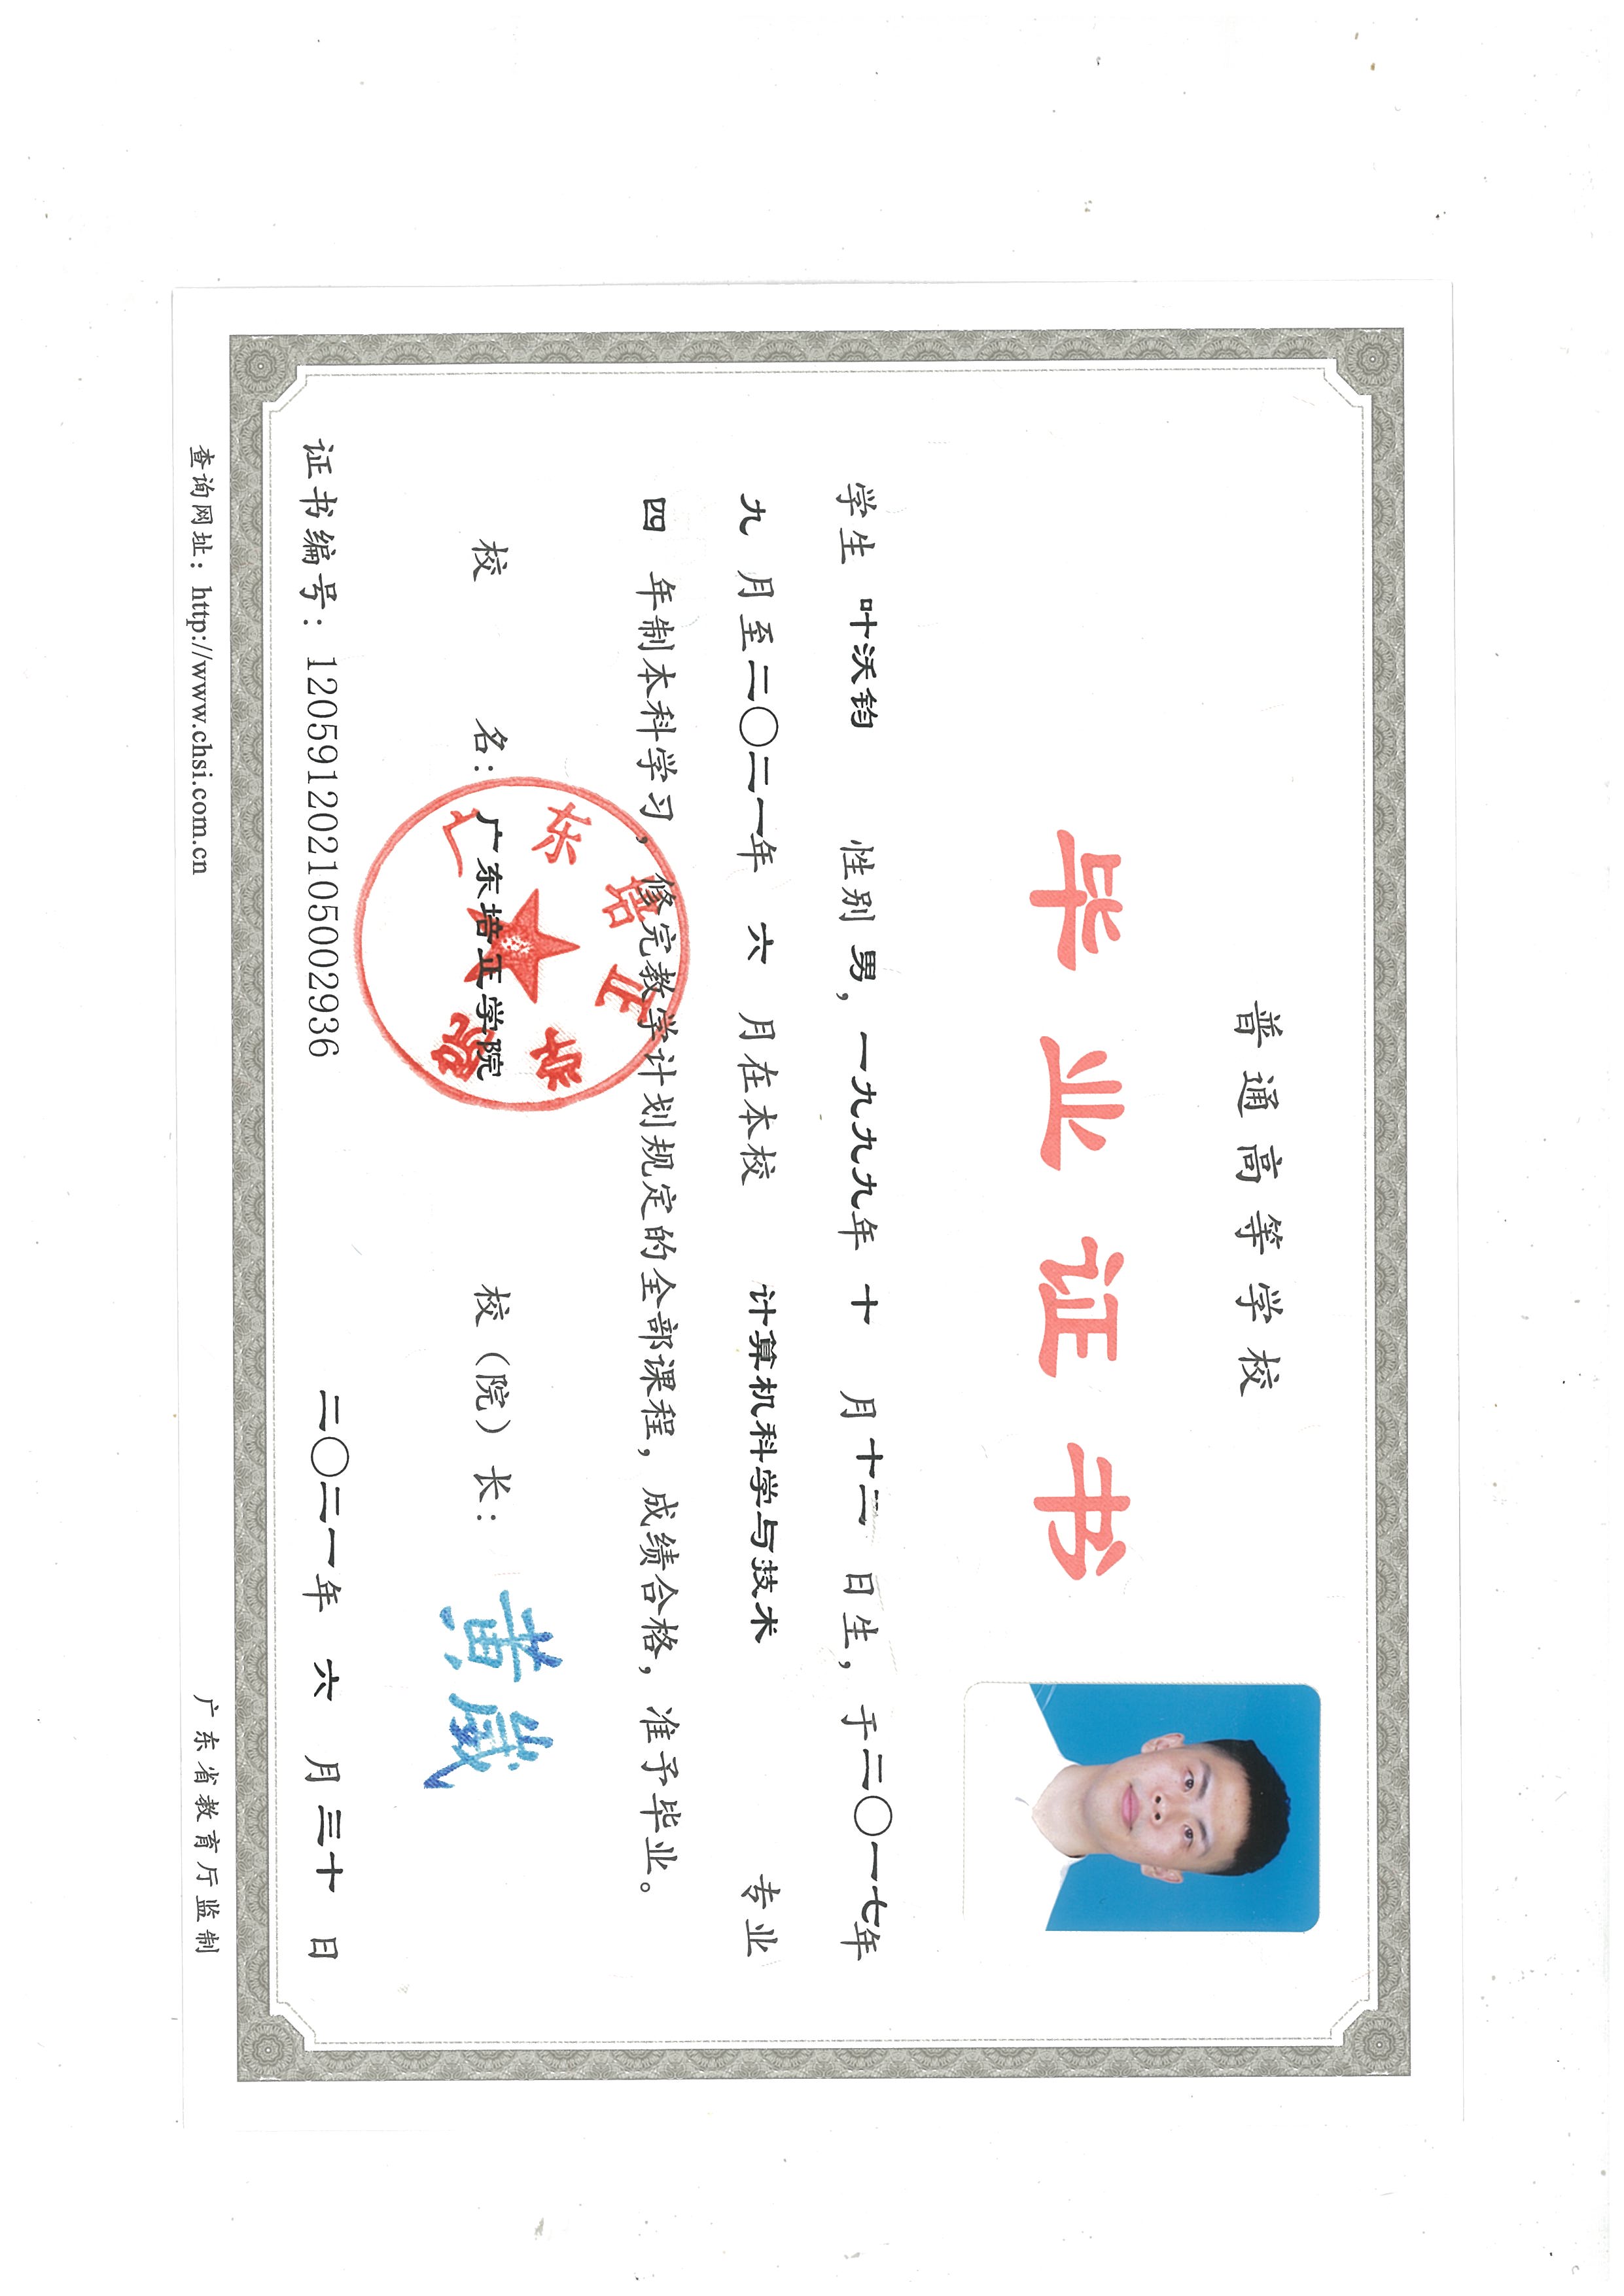 普通高等学校
毕业证书
学生 叶沃钧 性别 男，一九九九年 十 月 十二 日生，于二〇一七年
九 月至二〇二一年 六 月在本校 计算机科学与技术 专业
四 年制本科学习，修完教学计划规定的全部课程，成绩合格，准予毕业。
校 名：广东培正学院 校（院）长：黄崴
广东培正学院
证书编号：120591202105002936 二〇二一年 六 月 三十 日
查询网址：http://www.chsi.com.cn 广东省教育厅监制